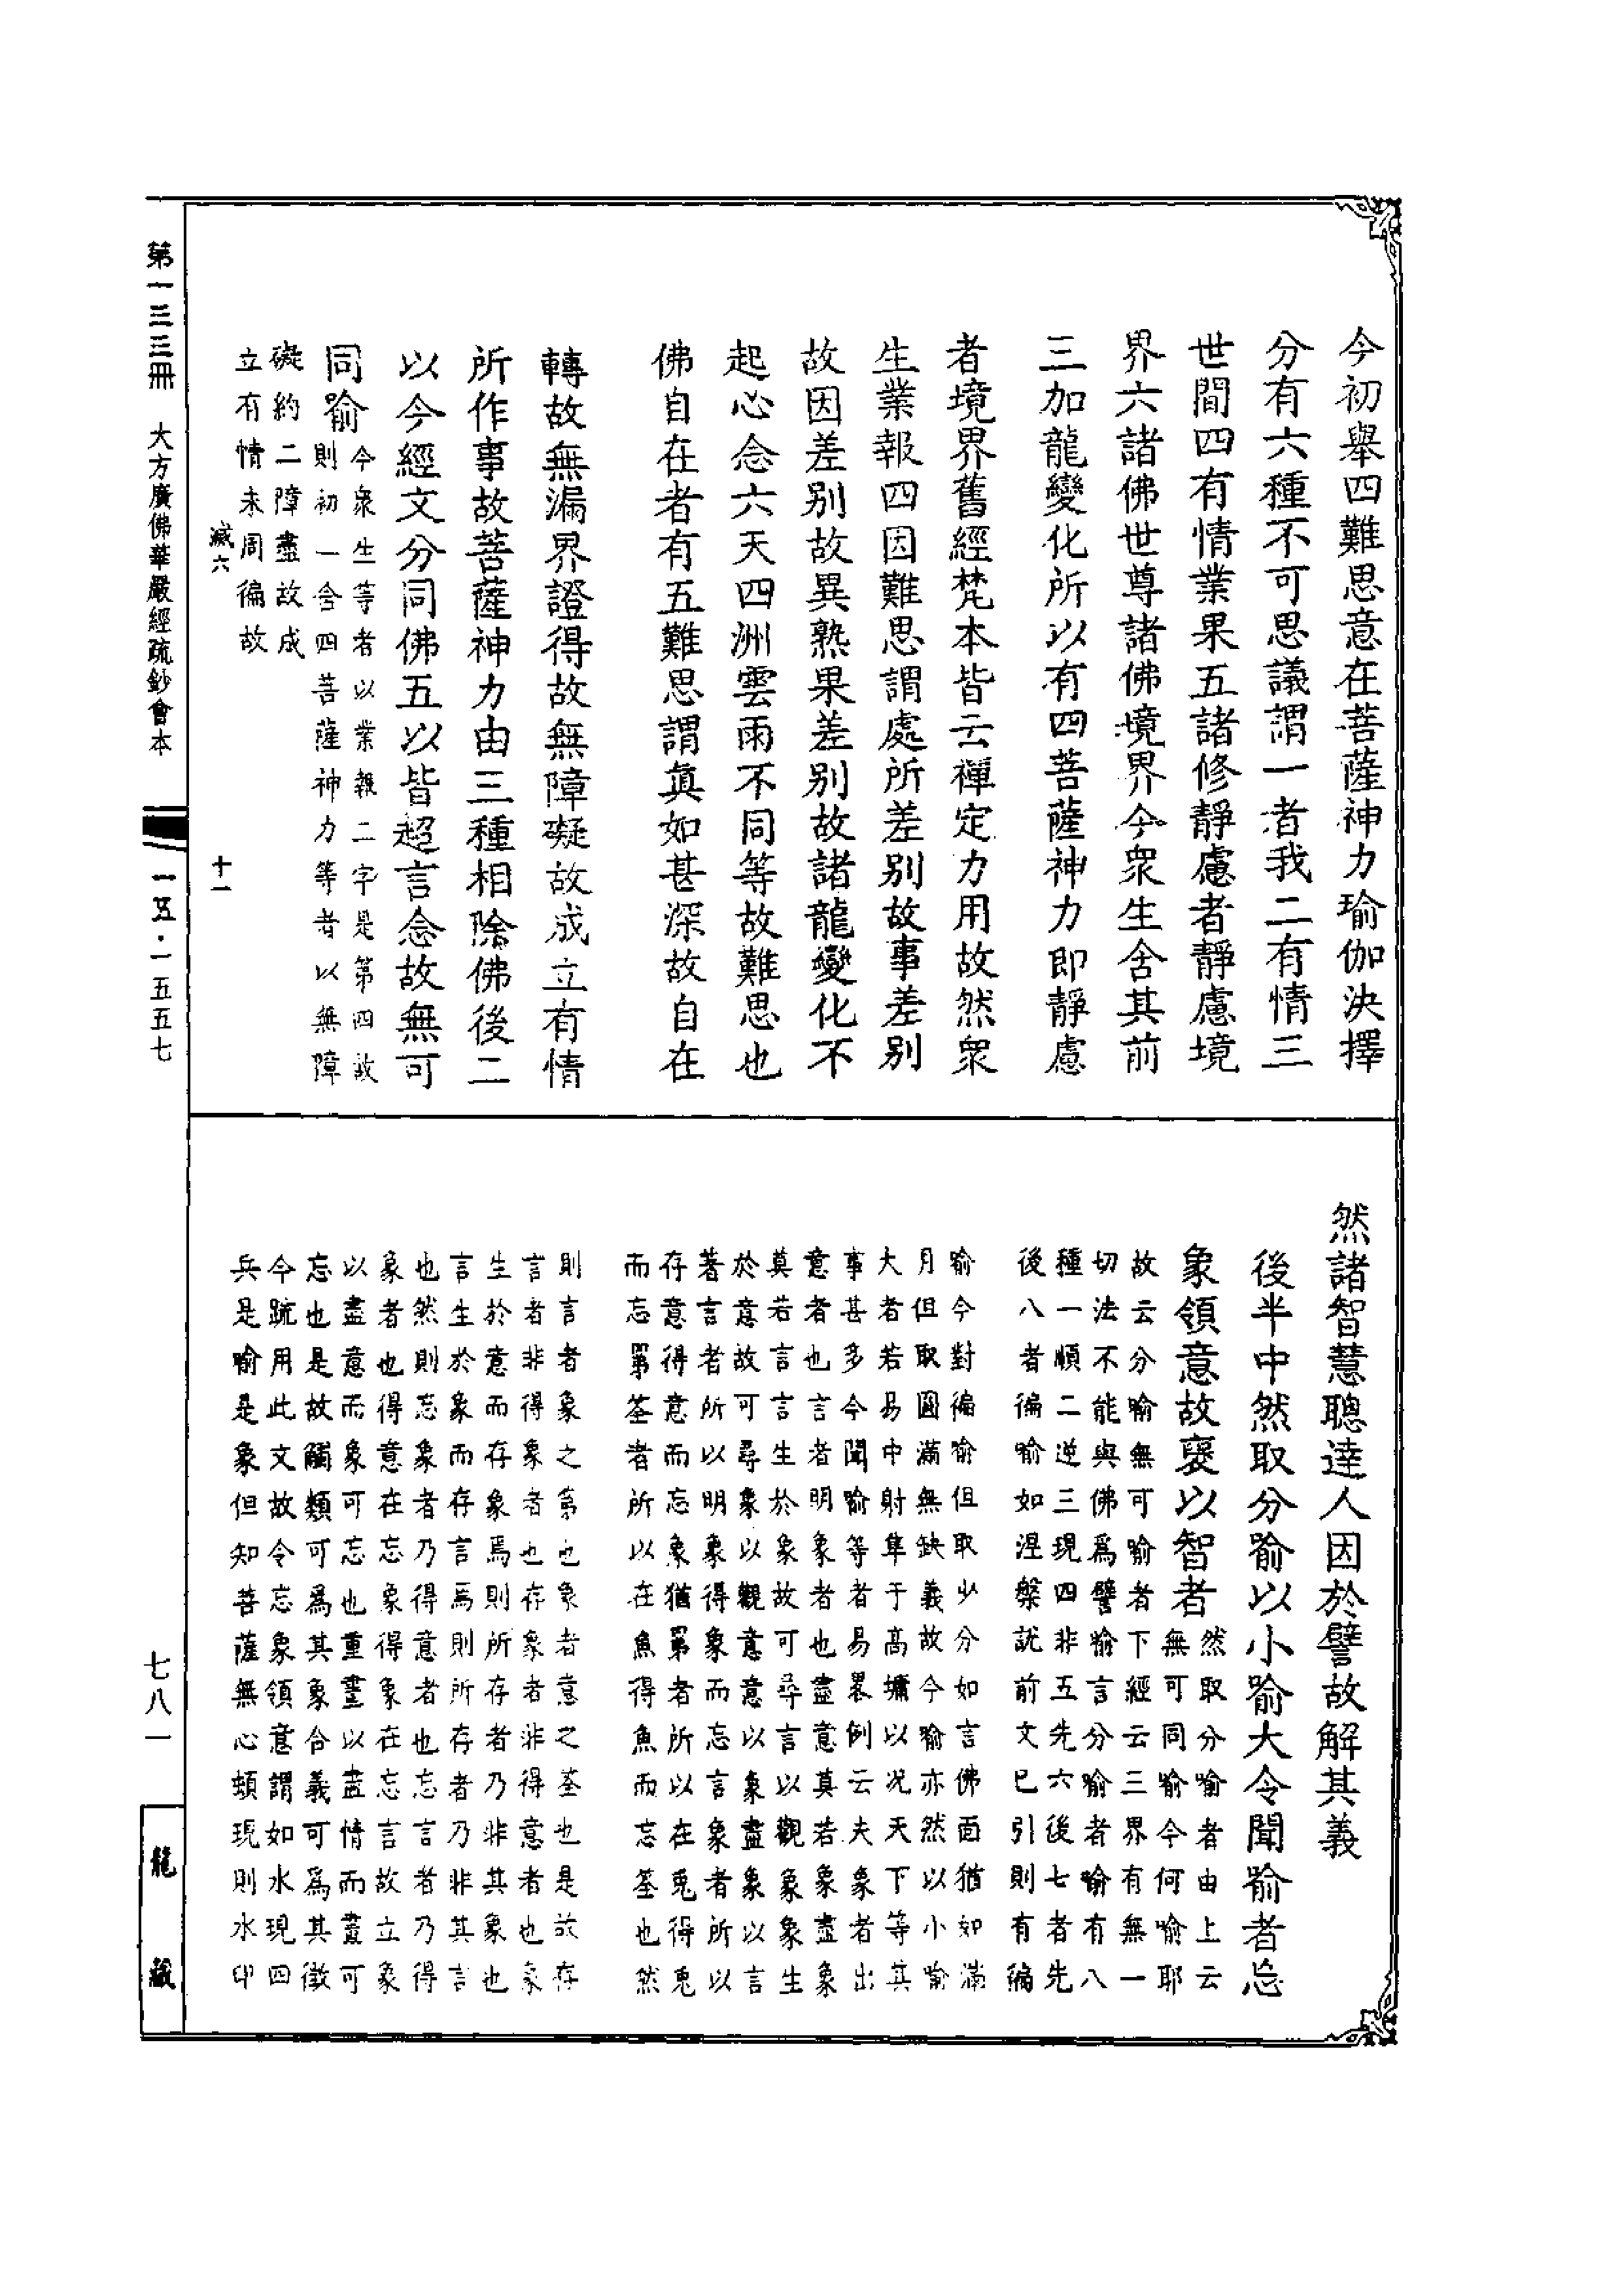 今初舉四難思意在菩薩神力瑜伽決擇
分有六種不可思議謂一者我二有情三
世間四有情業果五諸修靜慮者靜慮境
界六諸佛世尊諸佛境界今衆生含其前
三加龍變化所以有四菩薩神力即靜慮
者境界舊經梵本皆云禪定力用故然衆
生業報四因難思謂處所差別故事差別
故因差別故異熟果差別故諸龍變化不
起心念六天四洲雲雨不同等故難思也
佛自在者有五難思謂眞如甚深故自在
轉故無漏界證得故無障礙故成立有情
所作事故菩薩神力由三種相除佛後二
以今經文分同佛五以皆超言念故無可
同喻
今衆生等者以業報二字是第四故
則初一含四菩薩神力等者以無障
礙約二障盡故成
立有情未周徧故
減六
十一
然諸智慧聰達人因於譬故解其義
後半中然取分喻以小喻大令聞喻者忘
象領意故褒以智者
然取分喻者由上云
無可同喻今何喻耶
故云分喻無可喻者下經云三界有無一
切法不能與佛爲譬喻言分喻者喻有八
種一順二逆三現四非五先六後七者先
後八者徧喻如涅槃說前文已引則有徧
喻今對徧喻但取少分如言佛面猶如滿
月但取圓滿無缺義故今喻亦然以小喻
大者若易中射隼于高墉以况天下等其
事甚多今聞喻等者易畧例云夫象者出
意者也言者明象者也盡意莫若象盡象
莫若言言生於象故可尋言以觀象象生
於意故可尋象以觀意意以象盡象以言
著言者所以明象得象而忘言象者所以
存意得意而忘象猶罤者所以在兎得兎
而忘罤筌者所以在魚得魚而忘筌也然
則言者象之第也象者意之筌也是故存
言者非得象者也存象者非得意者也象
生於意而存象焉則所存者乃非其象也
言生於象而存言焉則所存者乃非其言
也然則忘象者乃得意者也忘言者乃得
象者也得意在忘象得象在忘言故立象
以盡意而象可忘也重畫以盡情而畫可
忘也是故觸類可爲其象合義可爲其徵
今䟽用此文故令忘象領意謂如水現四
兵是喻是象但知菩薩無心頓現則水印
第一三三冊 大方廣佛華嚴經疏鈔會本 一五·一五五七
七八一
龍藏